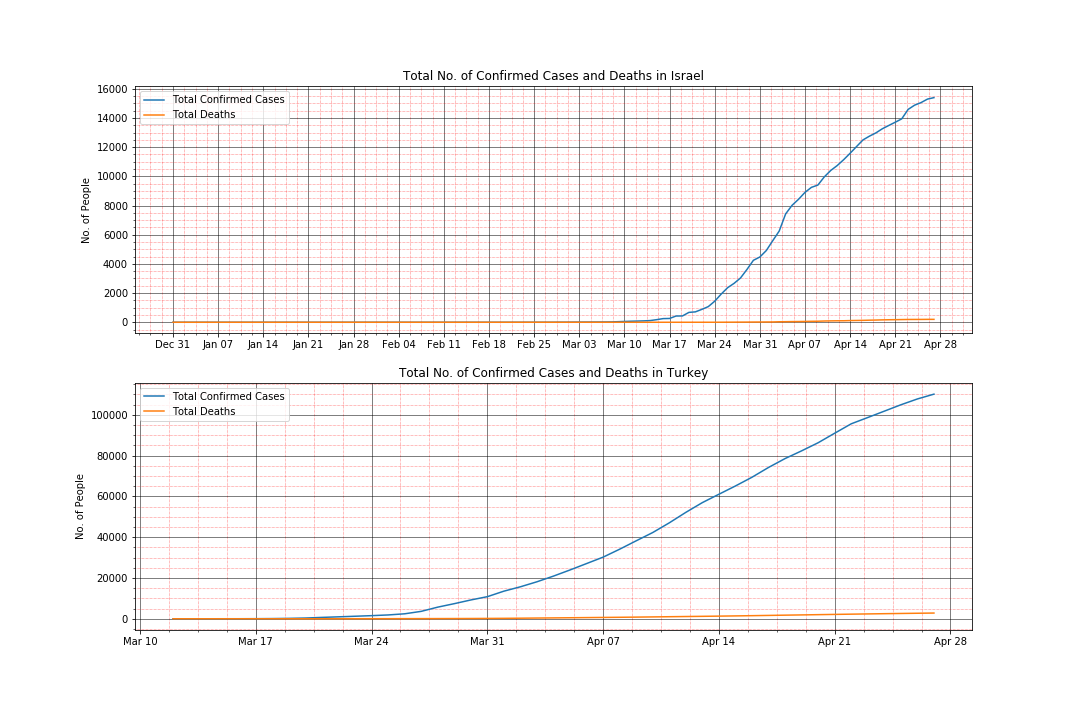 Total No. of Confirmed Cases and Deaths in Israel
16000
14000
12000
10000
8000
6000
4000
2000
0
No. of People
Total Confirmed Cases
Total Deaths
Dec 31 Jan 07 Jan 14 Jan 21 Jan 28 Feb 04 Feb 11 Feb 18 Feb 25 Mar 03 Mar 10 Mar 17 Mar 24 Mar 31 Apr 07 Apr 14 Apr 21 Apr 28
Total No. of Confirmed Cases and Deaths in Turkey
100000
80000
60000
40000
20000
0
No. of People
Total Confirmed Cases
Total Deaths
Mar 10 Mar 17 Mar 24 Mar 31 Apr 07 Apr 14 Apr 21 Apr 28